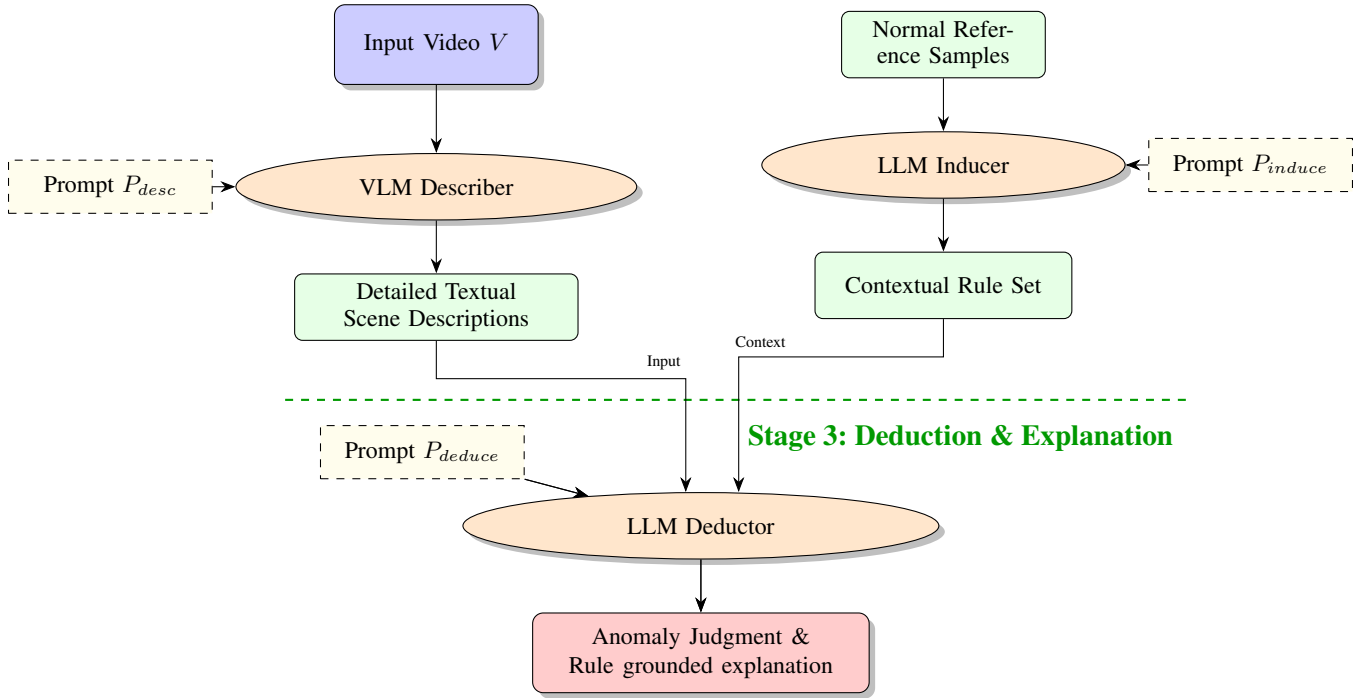 Input Video V
Normal Refer-
ence Samples
Prompt P_desc
VLM Describer
LLM Inducer
Prompt P_induce
Detailed Textual
Scene Descriptions
Contextual Rule Set
Input
Context
Stage 3: Deduction & Explanation
Prompt P_deduce
LLM Deductor
Anomaly Judgment &
Rule grounded explanation